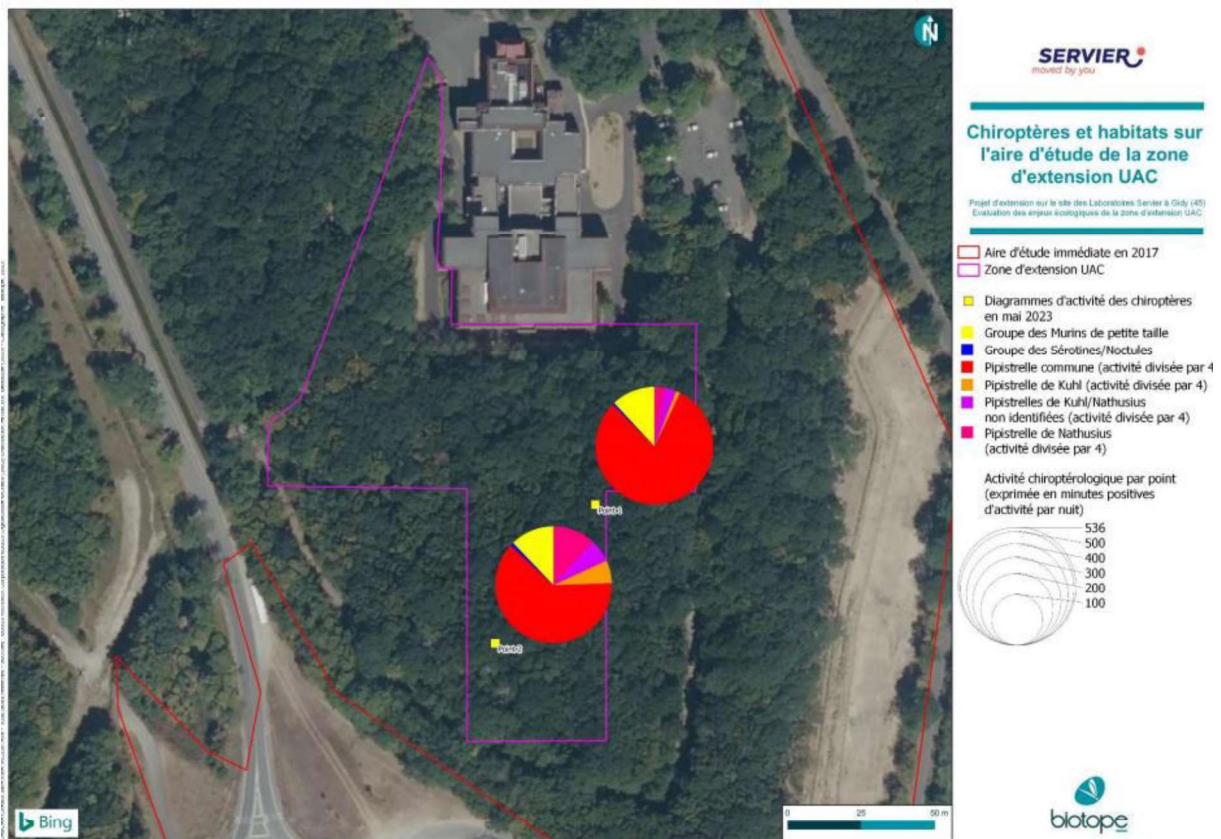 N
Point-1
Point-2
Bing
0 25 50 m
SERVIER
moved by you
Chiroptères et habitats sur
l'aire d'étude de la zone
d'extension UAC
Projet d'extension sur le site des Laboratoires Servier à Gidy (45)
Evaluation des enjeux écologiques de la zone d'extension UAC
Aire d'étude immédiate en 2017
Zone d'extension UAC
Diagrammes d'activité des chiroptères
en mai 2023
Groupe des Murins de petite taille
Groupe des Sérotines/Noctules
Pipistrelle commune (activité divisée par 4
Pipistrelle de Kuhl (activité divisée par 4)
Pipistrelles de Kuhl/Nathusius
non identifiées (activité divisée par 4)
Pipistrelle de Nathusius
(activité divisée par 4)
Activité chiroptérologique par point
(exprimée en minutes positives
d'activité par nuit)
536
500
400
300
200
100
biotope